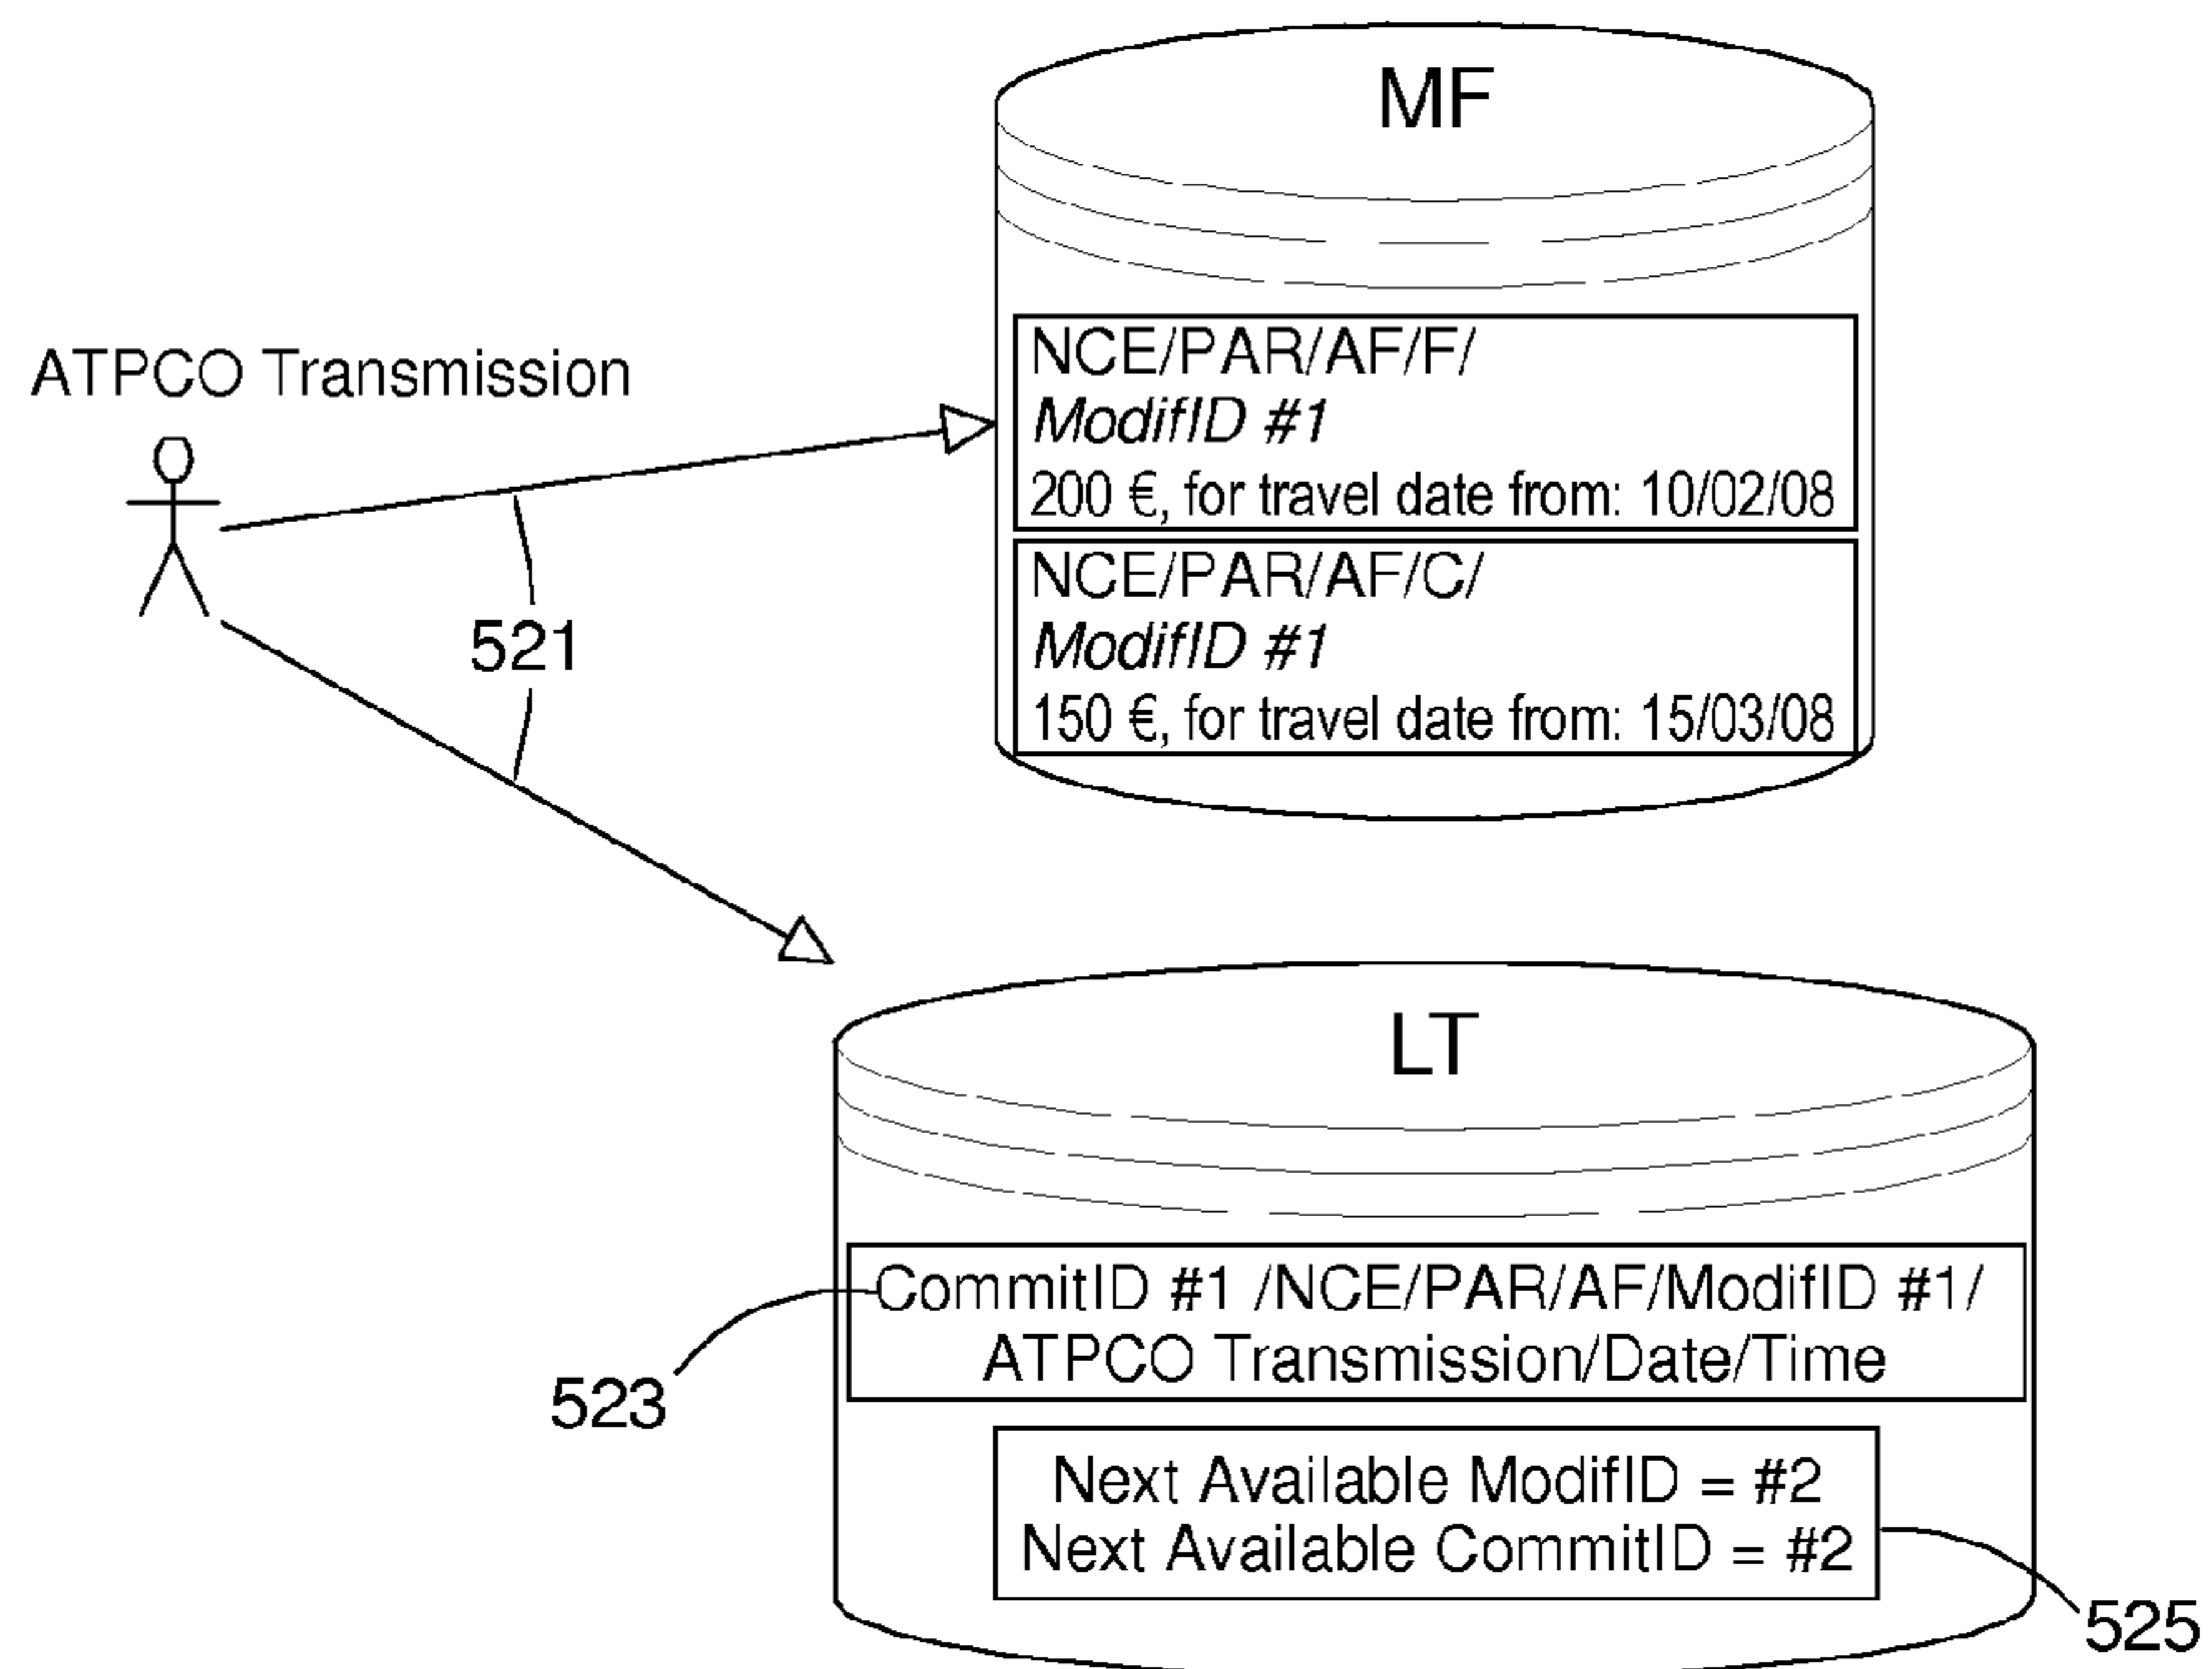 MF
ATPCO Transmission
NCE/PAR/AF/F/
ModifID #1
200 €, for travel date from: 10/02/08
NCE/PAR/AF/C/
ModifID #1
150 €, for travel date from: 15/03/08
521
LT
CommitID #1 /NCE/PAR/AF/ModifID #1/
ATPCO Transmission/Date/Time
523
Next Available ModifID = #2
Next Available CommitID = #2
525